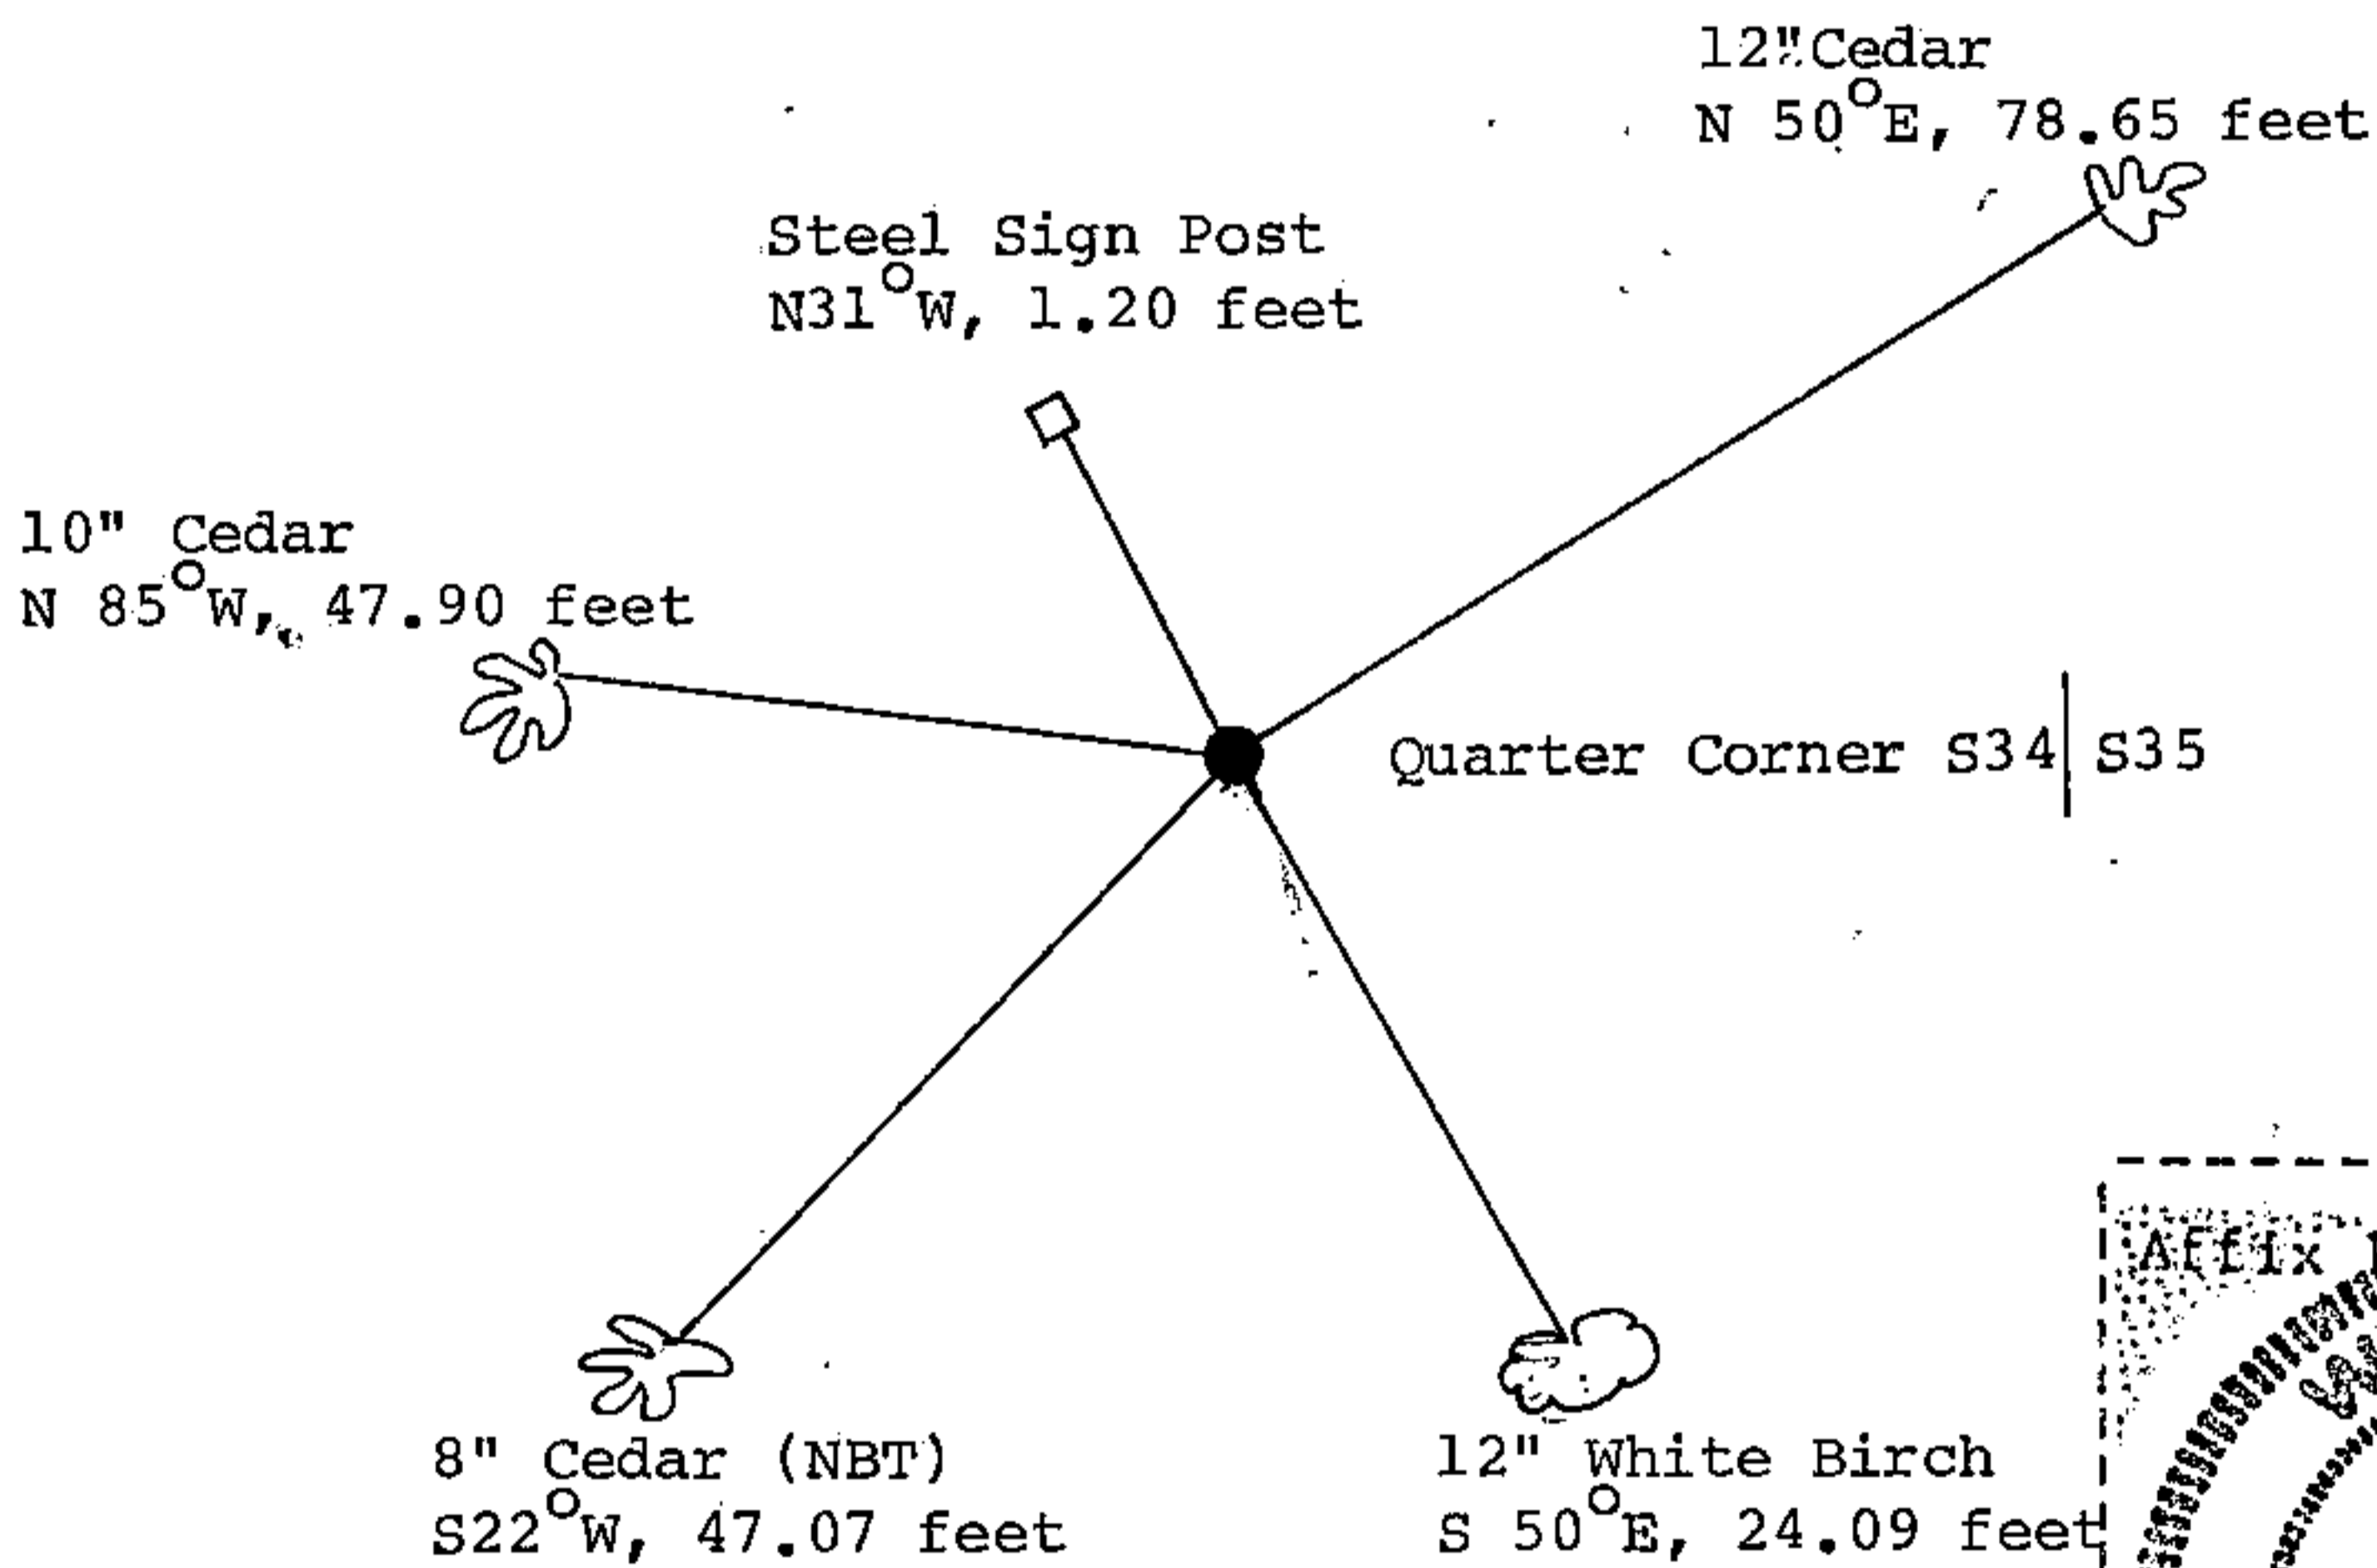 12" Cedar
N 50°E, 78.65 feet
Steel Sign Post
N31°W, 1.20 feet
10" Cedar
N 85°W, 47.90 feet
Quarter Corner S34 | S35
Affix
8" Cedar (NBT)
S22°W, 47.07 feet
12" White Birch
S 50°E, 24.09 feet